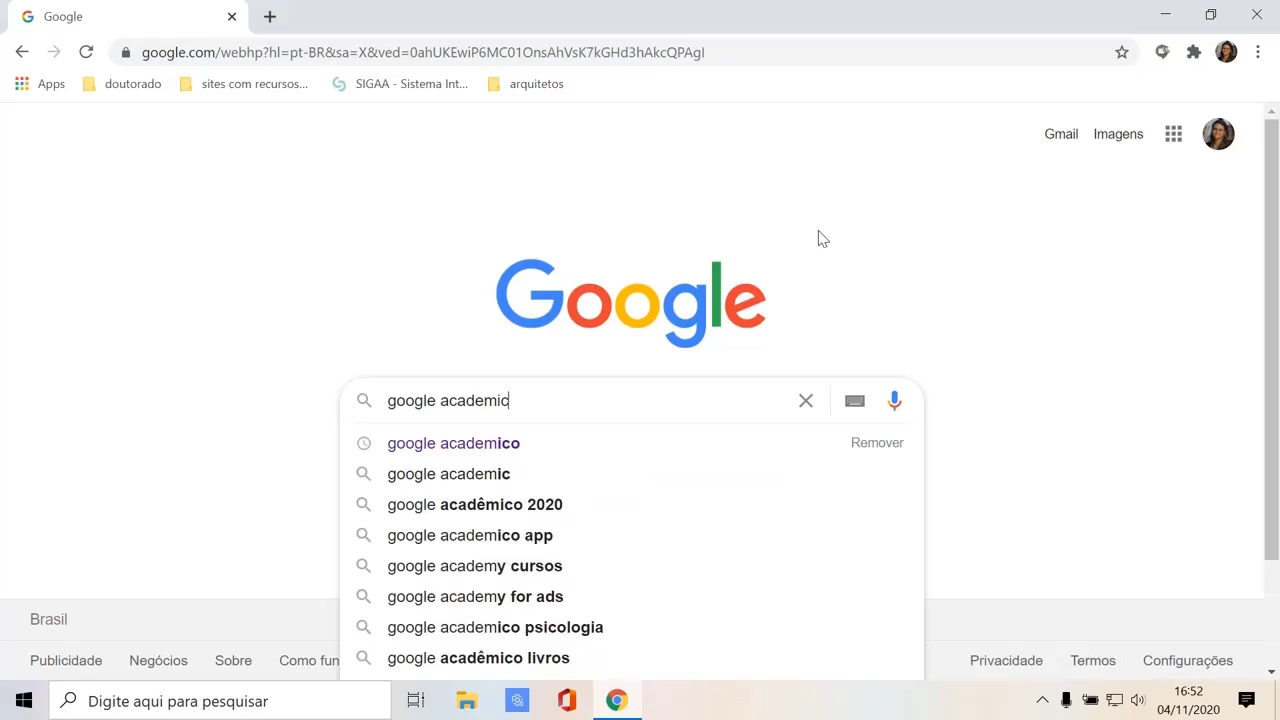 Google
google.com/webhp?hl=pt-BR&sa=X&ved=0ahUKEwiP6MC01OnsAhVsK7kGHd3hAkcQPAgI
Apps doutorado sites com recursos... SIGAA - Sistema Int... arquitetos
Gmail Imagens
Google
google academic
google academico Remover
google academic
google acadêmico 2020
google academico app
google academy cursos
google academy for ads
google academico psicologia
google acadêmico livros
Brasil
Publicidade Negócios Sobre Como fun Privacidade Termos Configurações
Digite aqui para pesquisar
16:52
04/11/2020